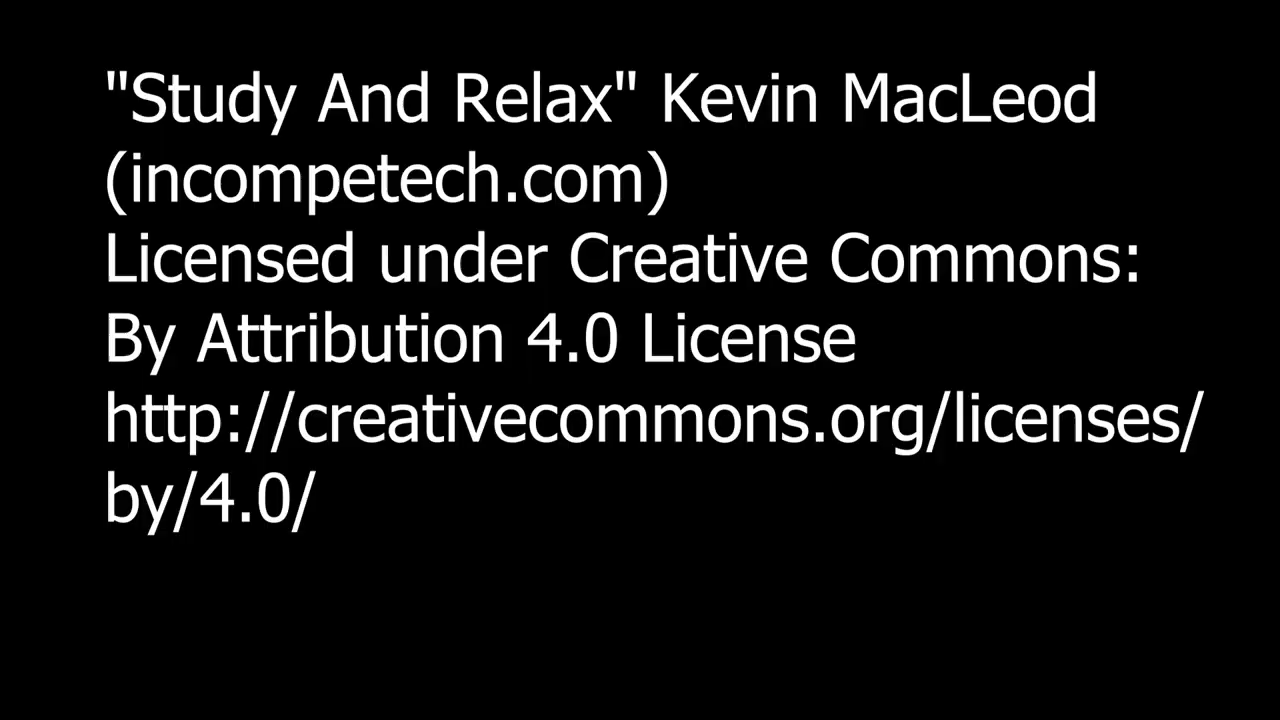 "Study And Relax" Kevin MacLeod
(incompetech.com)
Licensed under Creative Commons:
By Attribution 4.0 License
http://creativecommons.org/licenses/
by/4.0/